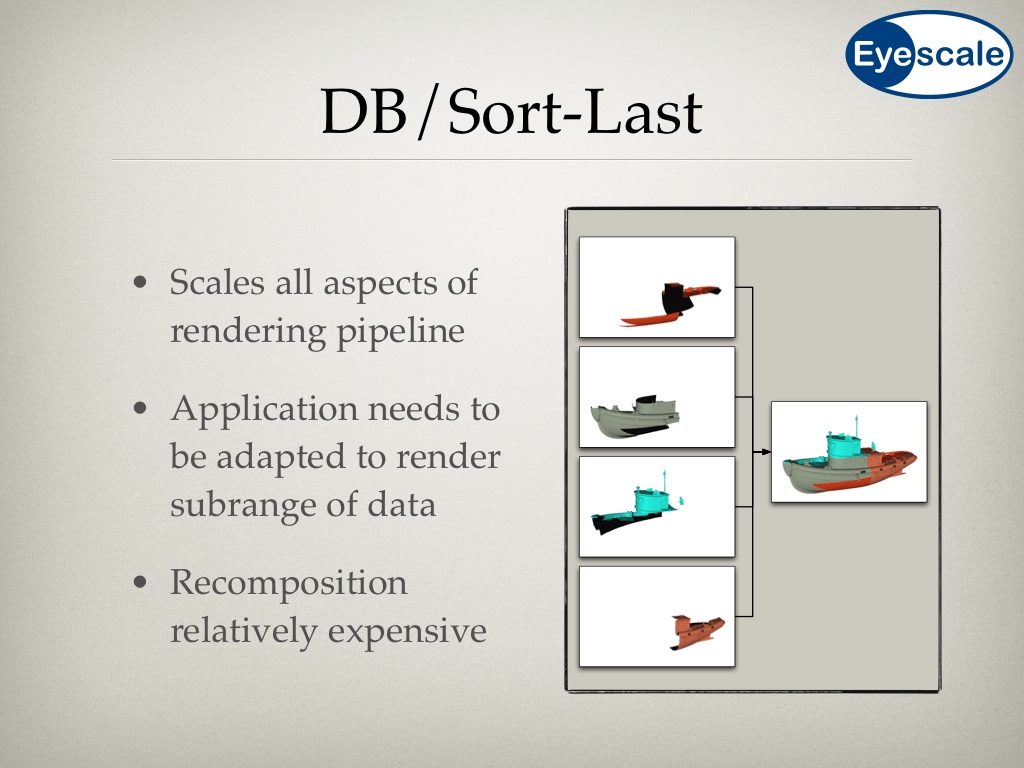 Eyescale
DB/Sort-Last
• Scales all aspects of
rendering pipeline
• Application needs to
be adapted to render
subrange of data
• Recomposition
relatively expensive